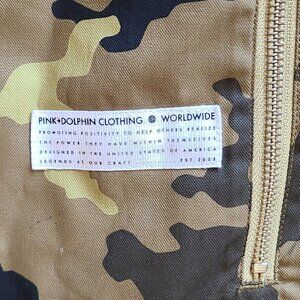 PINK+DOLPHIN CLOTHING WORLDWIDE
PROMOTING POSITIVITY TO HELP OTHERS REALIZE
THE POWER THEY HAVE WITHIN THEMSELVES
DESIGNED IN THE UNITED STATES OF AMERICA
LEGENDS AT OUR CRAFT EST 2008